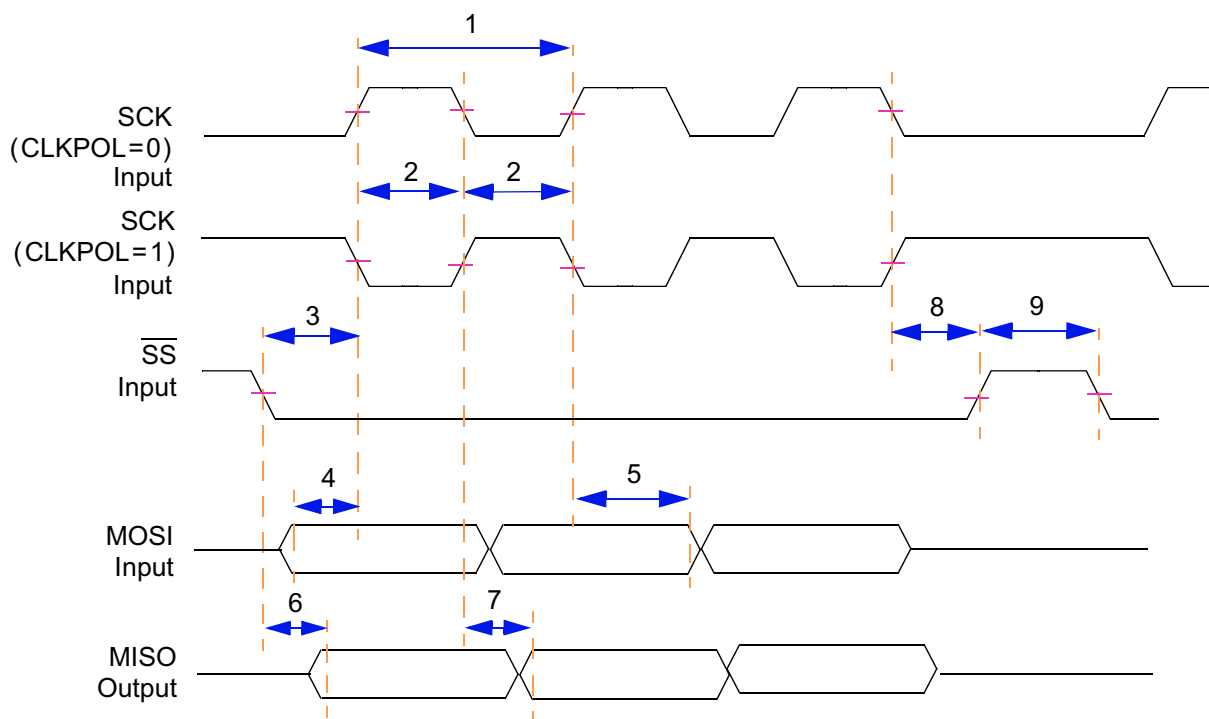 1
SCK
(CLKPOL=0)
Input
2
2
SCK
(CLKPOL=1)
Input
3
8
9
SS
Input
4
5
MOSI
Input
6
7
MISO
Output